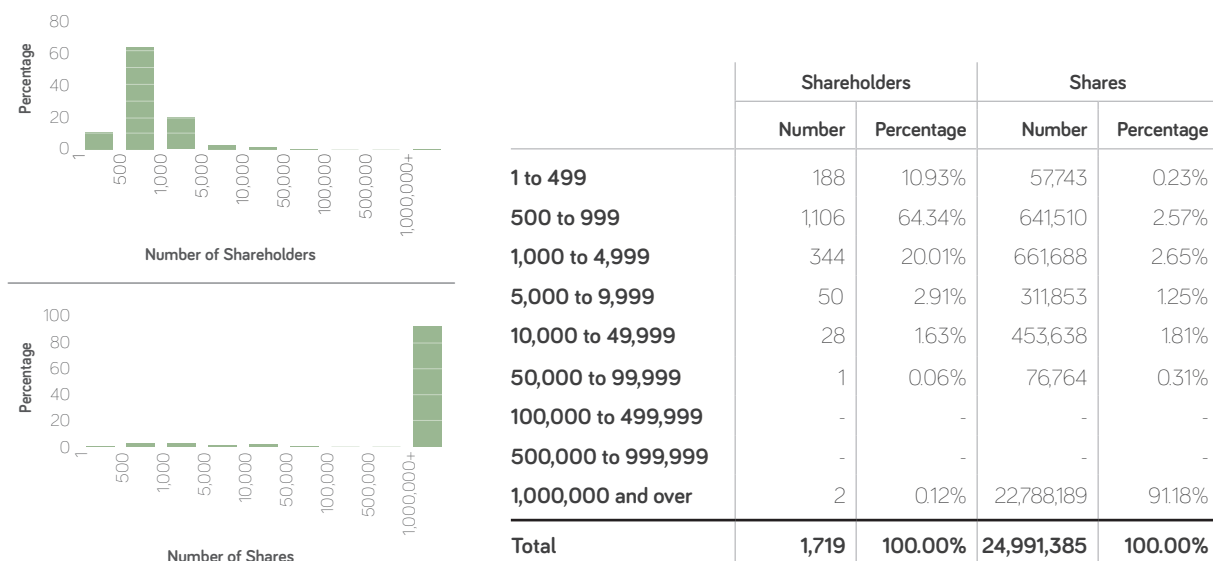 80
60
40
20
0
Percentage
1
500
1,000
5,000
10,000
50,000
100,000
500,000
1,000,000+
Number of Shareholders
100
80
60
40
20
0
Percentage
1
500
1,000
5,000
10,000
50,000
100,000
500,000
1,000,000+
Number of Shares
Shareholders Shares
Number Percentage Number Percentage
1 to 499 188 10.93% 57,743 0.23%
500 to 999 1,106 64.34% 641,510 2.57%
1,000 to 4,999 344 20.01% 661,688 2.65%
5,000 to 9,999 50 2.91% 311,853 1.25%
10,000 to 49,999 28 1.63% 453,638 1.81%
50,000 to 99,999 1 0.06% 76,764 0.31%
100,000 to 499,999 - - - -
500,000 to 999,999 - - - -
1,000,000 and over 2 0.12% 22,788,189 91.18%
Total 1,719 100.00% 24,991,385 100.00%